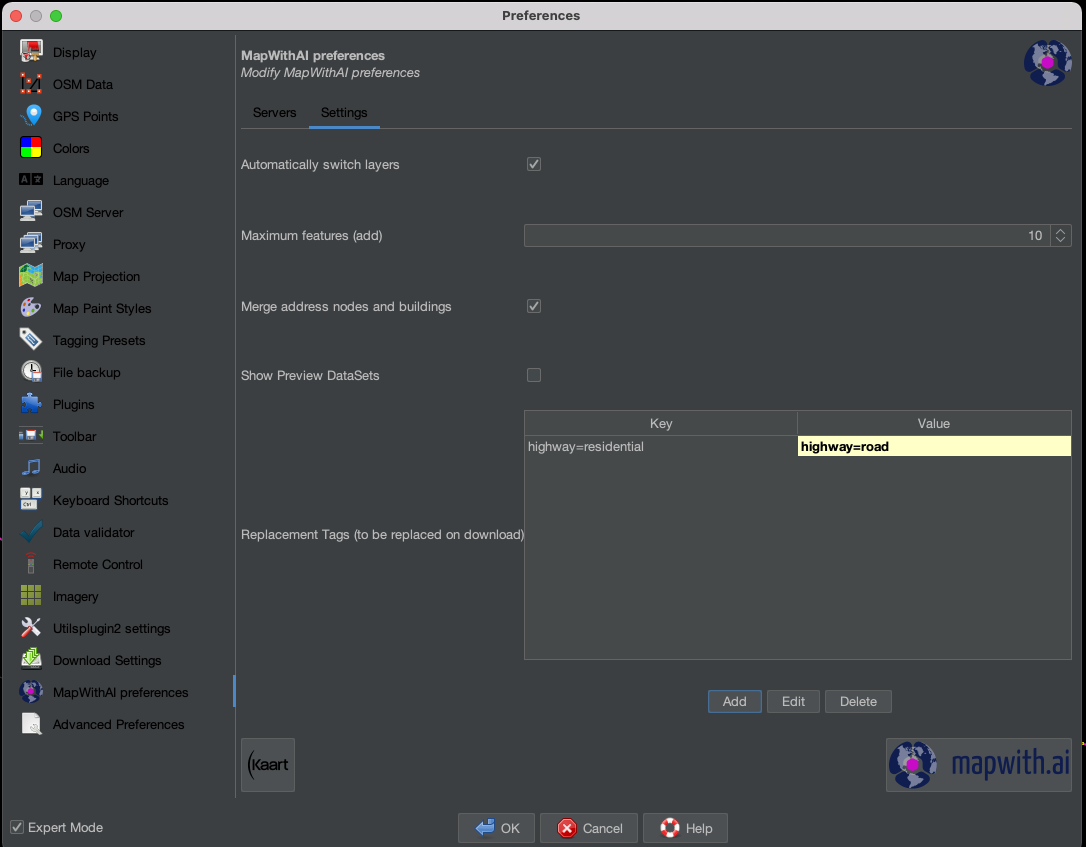 Preferences
Display
OSM Data
GPS Points
Colors
Language
OSM Server
Proxy
Map Projection
Map Paint Styles
Tagging Presets
File backup
Plugins
Toolbar
Audio
Keyboard Shortcuts
Data validator
Remote Control
Imagery
Utilsplugin2 settings
Download Settings
MapWithAI preferences
Advanced Preferences
MapWithAI preferences
Modify MapWithAI preferences
Servers Settings
Automatically switch layers
Maximum features (add) 10
Merge address nodes and buildings
Show Preview DataSets
Key Value
highway=residential highway=road
Replacement Tags (to be replaced on download)
Add Edit Delete
(Kaart mapwith.ai
Expert Mode
OK Cancel Help